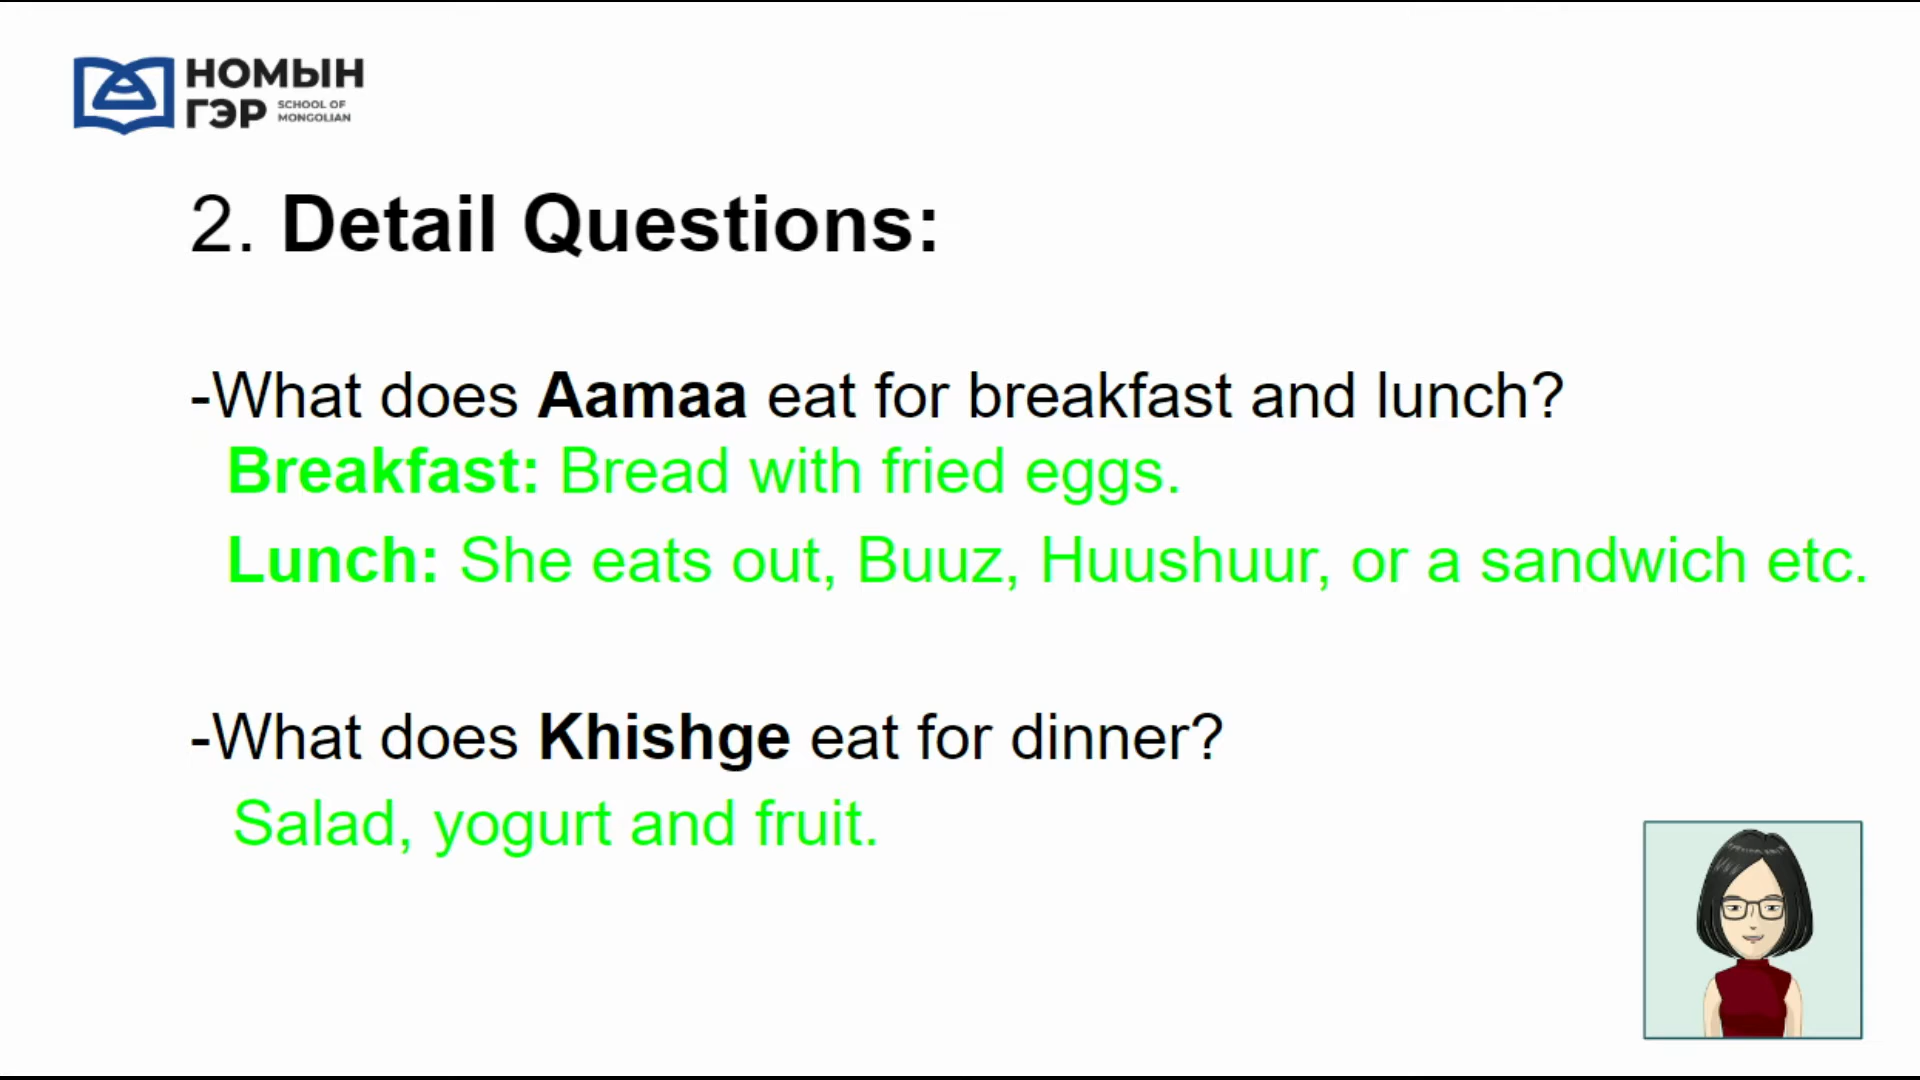 НОМЫН
ГЭР SCHOOL OF
MONGOLIAN
2. Detail Questions:
-What does Aamaa eat for breakfast and lunch?
Breakfast: Bread with fried eggs.
Lunch: She eats out, Buuz, Huushuur, or a sandwich etc.
-What does Khishge eat for dinner?
Salad, yogurt and fruit.